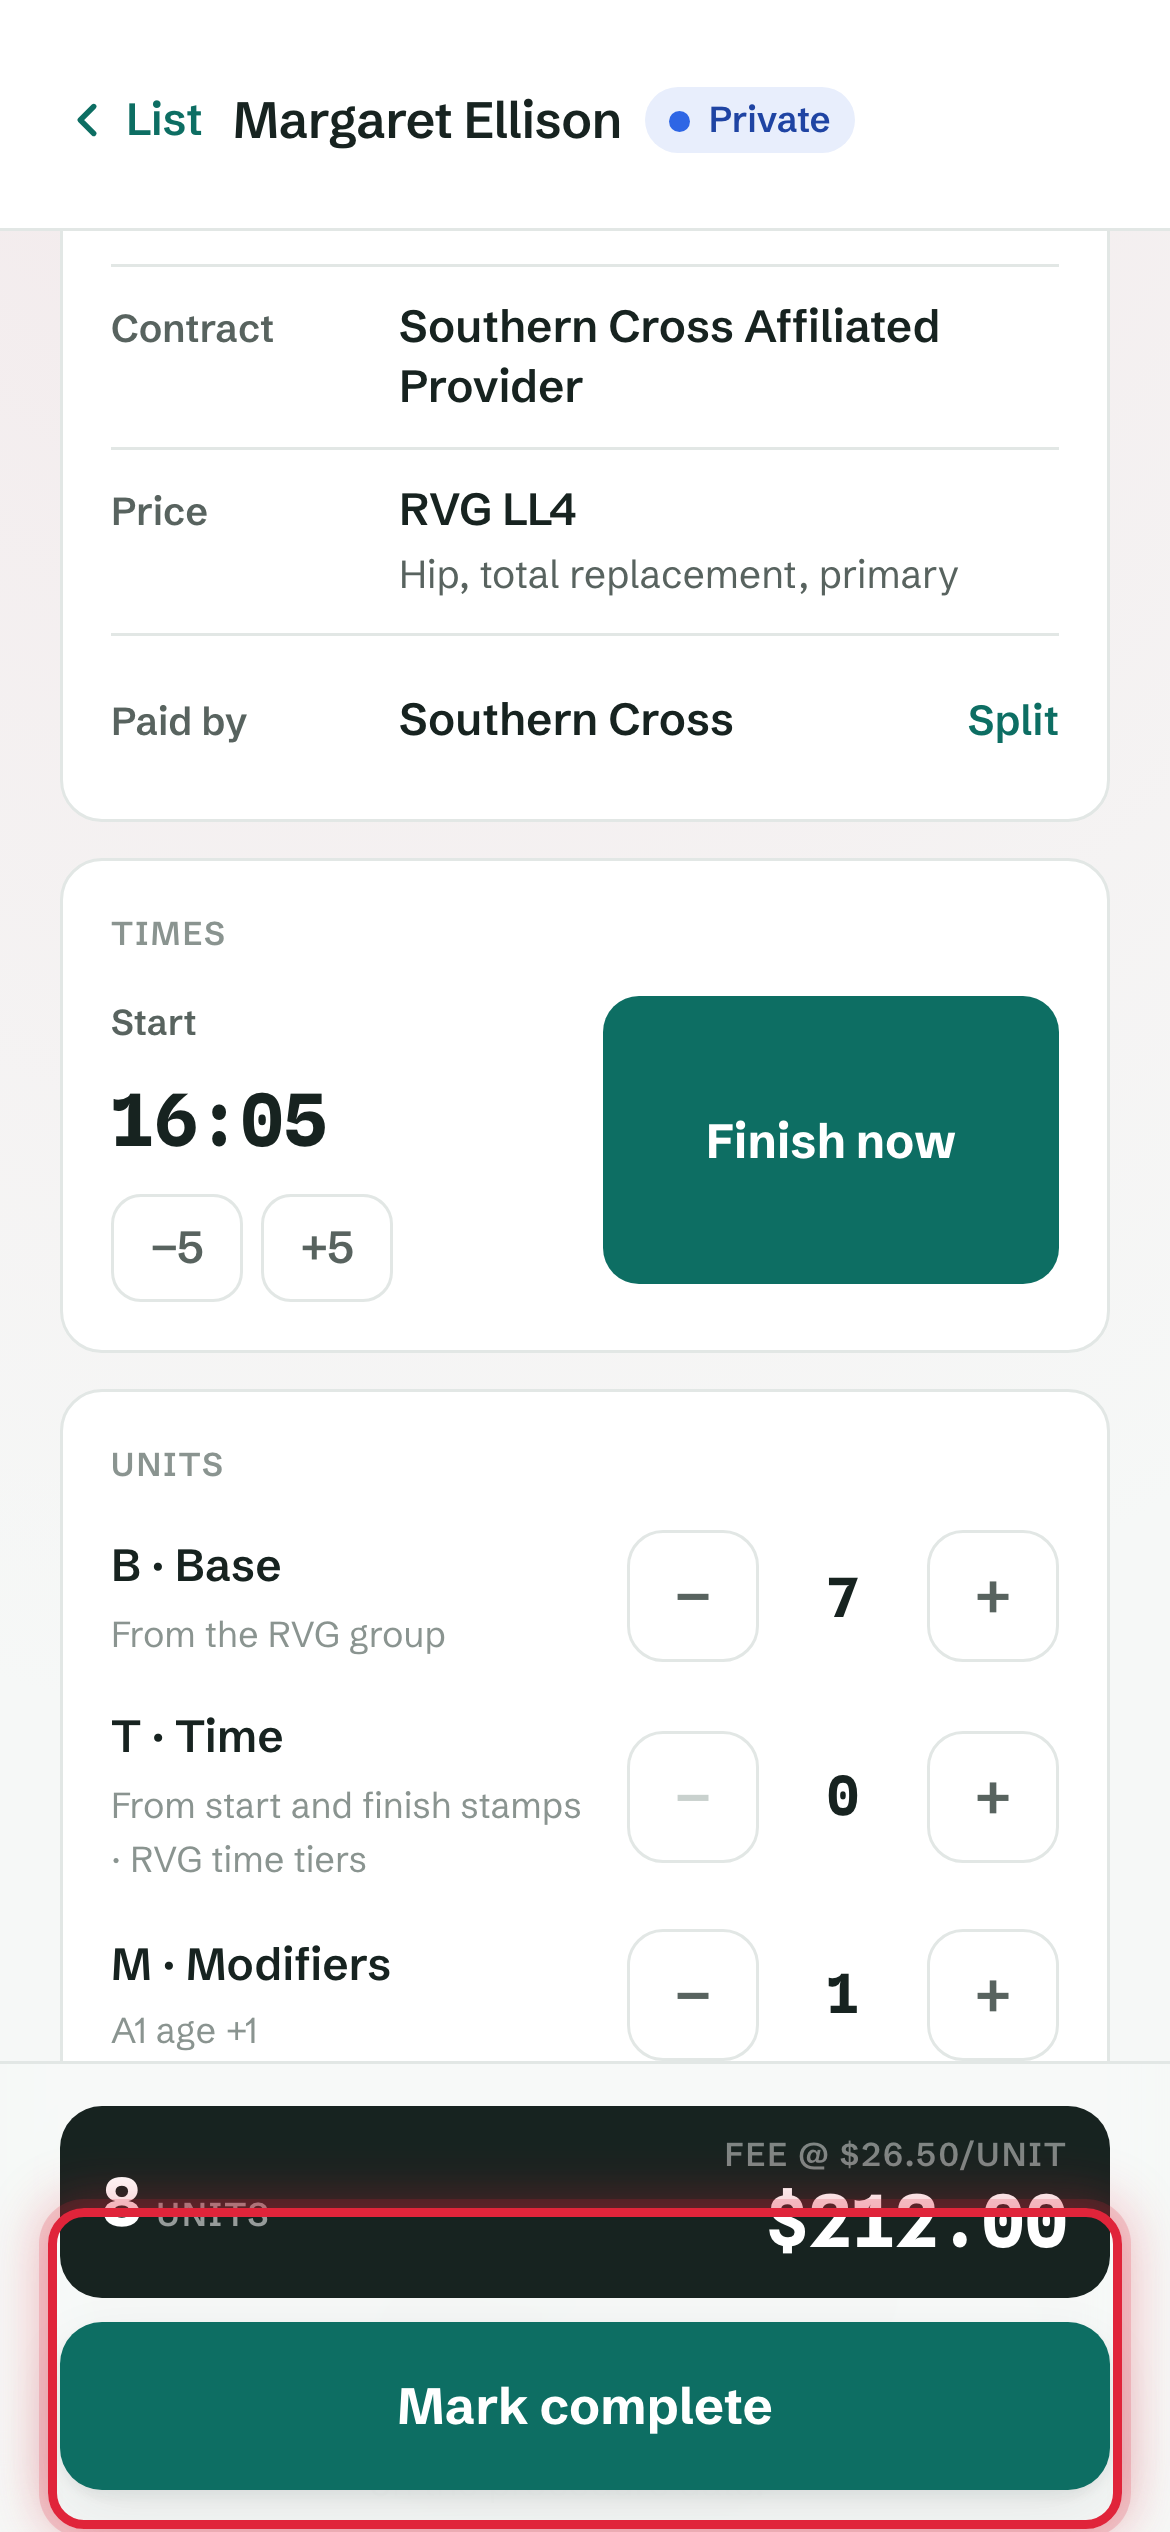 List Margaret Ellison Private
Contract Southern Cross Affiliated
Provider
Price RVG LL4
Hip, total replacement, primary
Paid by Southern Cross Split
TIMES
Start
16:05
Finish now
−5 +5
UNITS
B · Base
From the RVG group
− 7 +
T · Time
From start and finish stamps
· RVG time tiers
− 0 +
M · Modifiers
A1 age +1
− 1 +
FEE @ $26.50/UNIT
8 UNITS $212.00
Mark complete